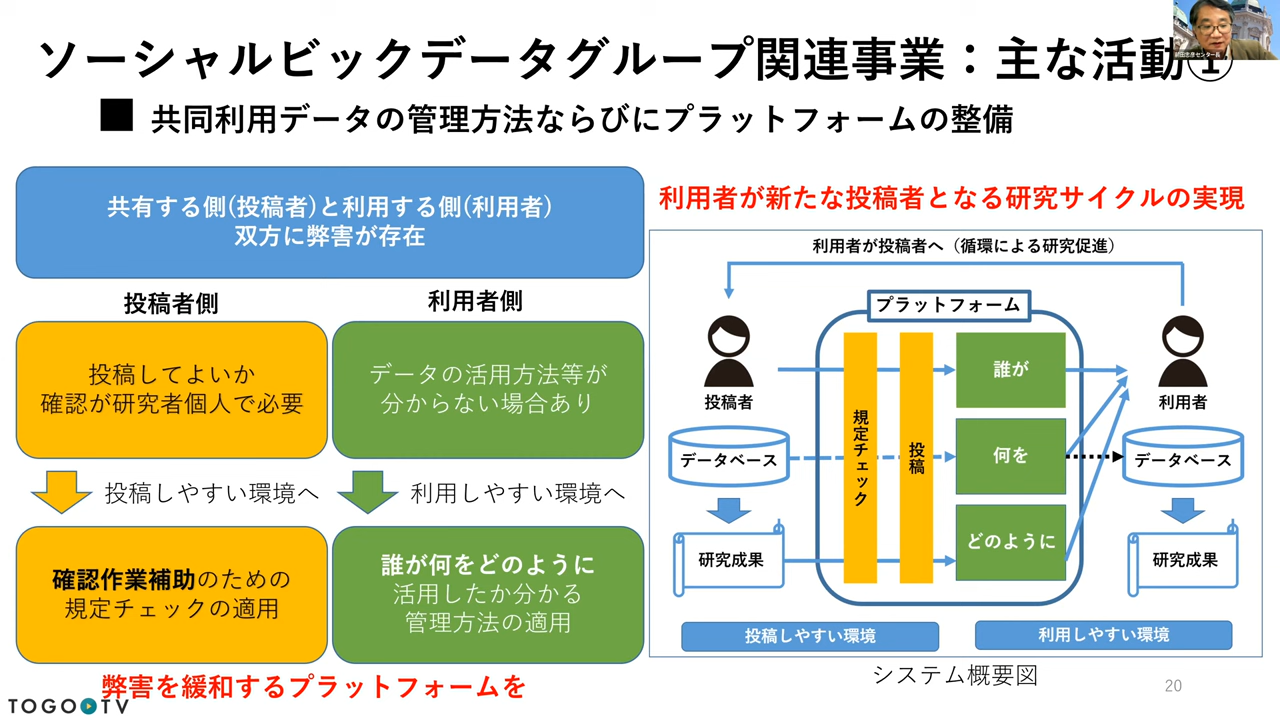 ソーシャルビックデータグループ関連事業：主な活動①
■ 共同利用データの管理方法ならびにプラットフォームの整備
共有する側(投稿者)と利用する側(利用者)
双方に弊害が存在
投稿者側
利用者側
投稿してよいか
確認が研究者個人で必要
データの活用方法等が
分からない場合あり
投稿しやすい環境へ
利用しやすい環境へ
確認作業補助のための
規定チェックの適用
誰が何をどのように
活用したか分かる
管理方法の適用
弊害を緩和するプラットフォームを
利用者が新たな投稿者となる研究サイクルの実現
利用者が投稿者へ（循環による研究促進）
プラットフォーム
投稿者
データベース
研究成果
規定チェック
投稿
誰が
何を
どのように
利用者
データベース
研究成果
投稿しやすい環境
利用しやすい環境
システム概要図
20
TOGO TV